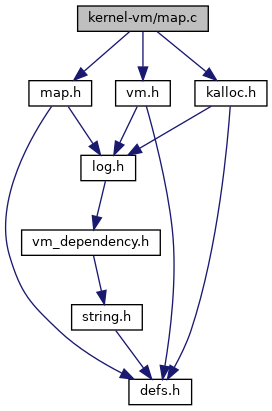 kernel-vm/map.c
map.h
vm.h
kalloc.h
log.h
vm_dependency.h
string.h
defs.h